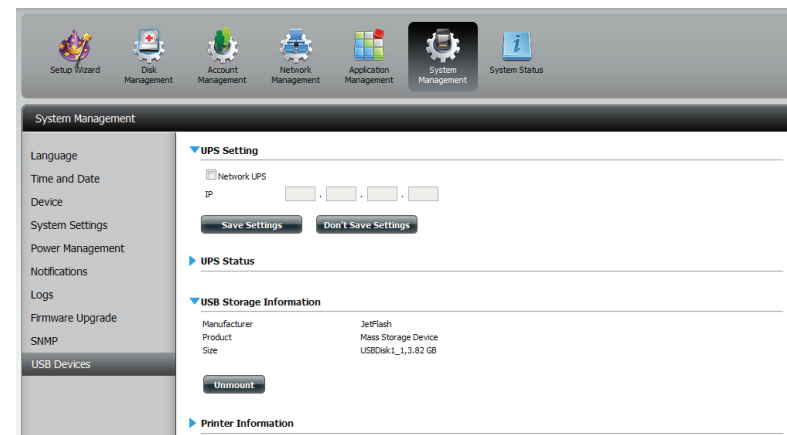 Setup Wizard
Disk Management
Account Management
Network Management
Application Management
System Management
System Status
System Management
Language
Time and Date
Device
System Settings
Power Management
Notifications
Logs
Firmware Upgrade
SNMP
USB Devices
UPS Setting
Network UPS
IP . . .
Save Settings Don't Save Settings
UPS Status
USB Storage Information
Manufacturer JetFlash
Product Mass Storage Device
Size USBDisk1_1,3.82 GB
Unmount
Printer Information